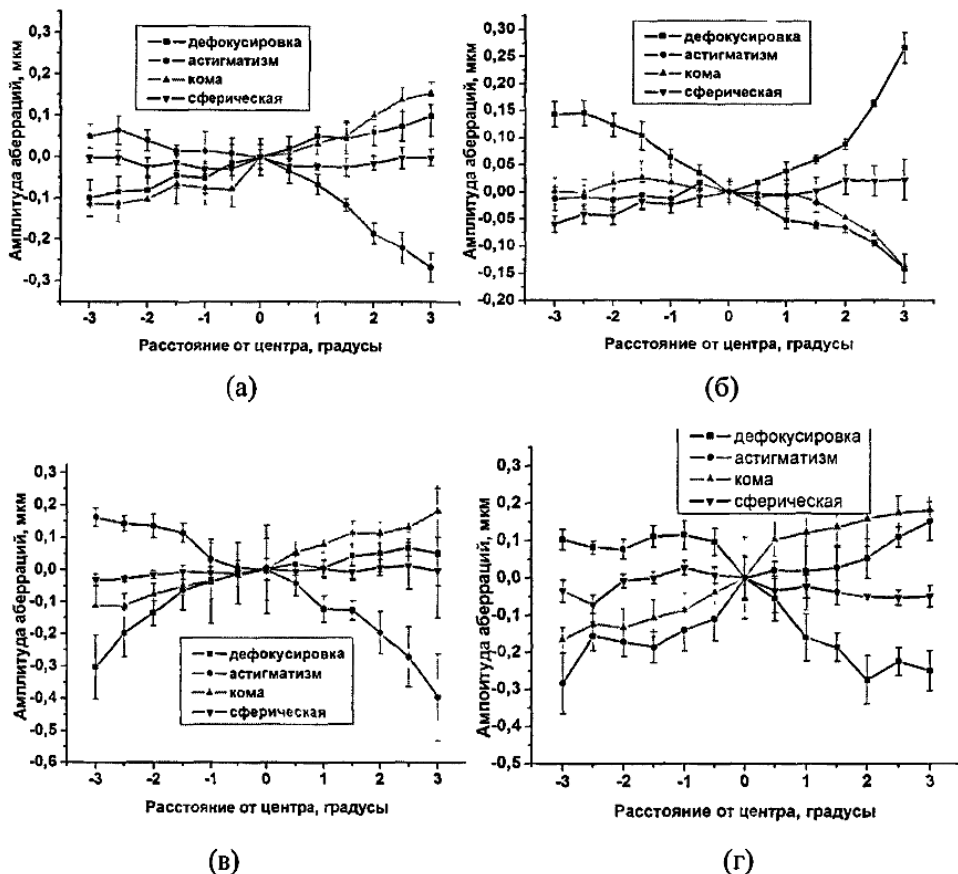 дефокусировка
астигматизм
кома
сферическая
Амплитуда аберраций, мкм
0,3
0,2
0,1
0,0
-0,1
-0,2
-0,3
-3 -2 -1 0 1 2 3
Расстояние от центра, градусы
(а)
дефокусировка
астигматизм
кома
сферическая
Амплитуда аберраций, мкм
0,30
0,25
0,20
0,15
0,10
0,05
0,00
-0,05
-0,10
-0,15
-0,20
-3 -2 -1 0 1 2 3
Расстояние от центра, градусы
(б)
Амплитуда аберраций, мкм
0,3
0,2
0,1
0,0
-0,1
-0,2
-0,3
-0,4
-0,5
-0,6
дефокусировка
астигматизм
кома
сферическая
-3 -2 -1 0 1 2 3
Расстояние от центра, градусы
(в)
дефокусировка
астигматизм
кома
сферическая
Ампоитуда аберраций, мкм
0,3
0,2
0,1
0,0
-0,1
-0,2
-0,3
-0,4
-0,5
-3 -2 -1 0 1 2 3
Расстояние от центра, градусы
(г)